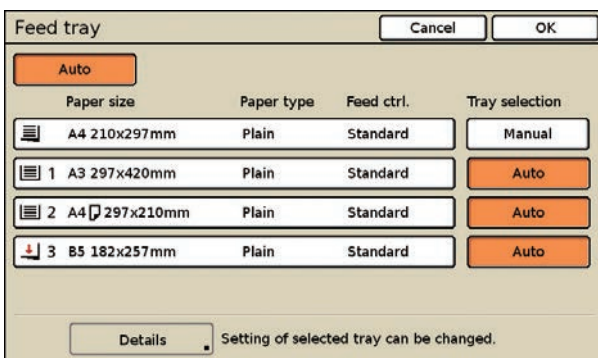 Feed tray Cancel OK
Auto
Paper size Paper type Feed ctrl. Tray selection
A4 210x297mm Plain Standard Manual
1 A3 297x420mm Plain Standard Auto
2 A4 297x210mm Plain Standard Auto
3 B5 182x257mm Plain Standard Auto
Details Setting of selected tray can be changed.